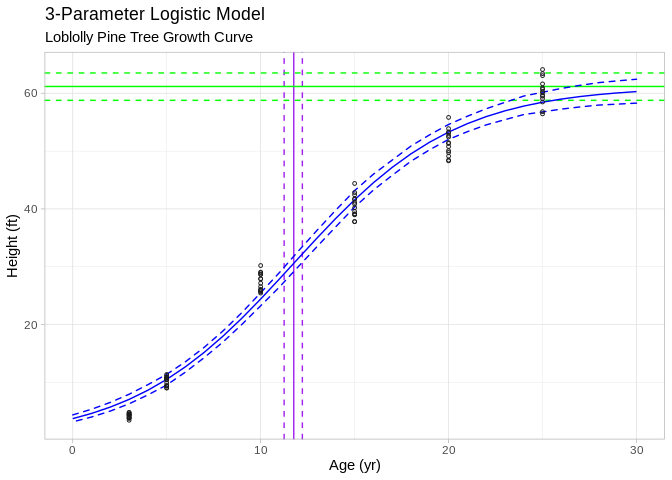 3-Parameter Logistic Model
Loblolly Pine Tree Growth Curve
Height (ft)
60
40
20
0 10 20 30
Age (yr)